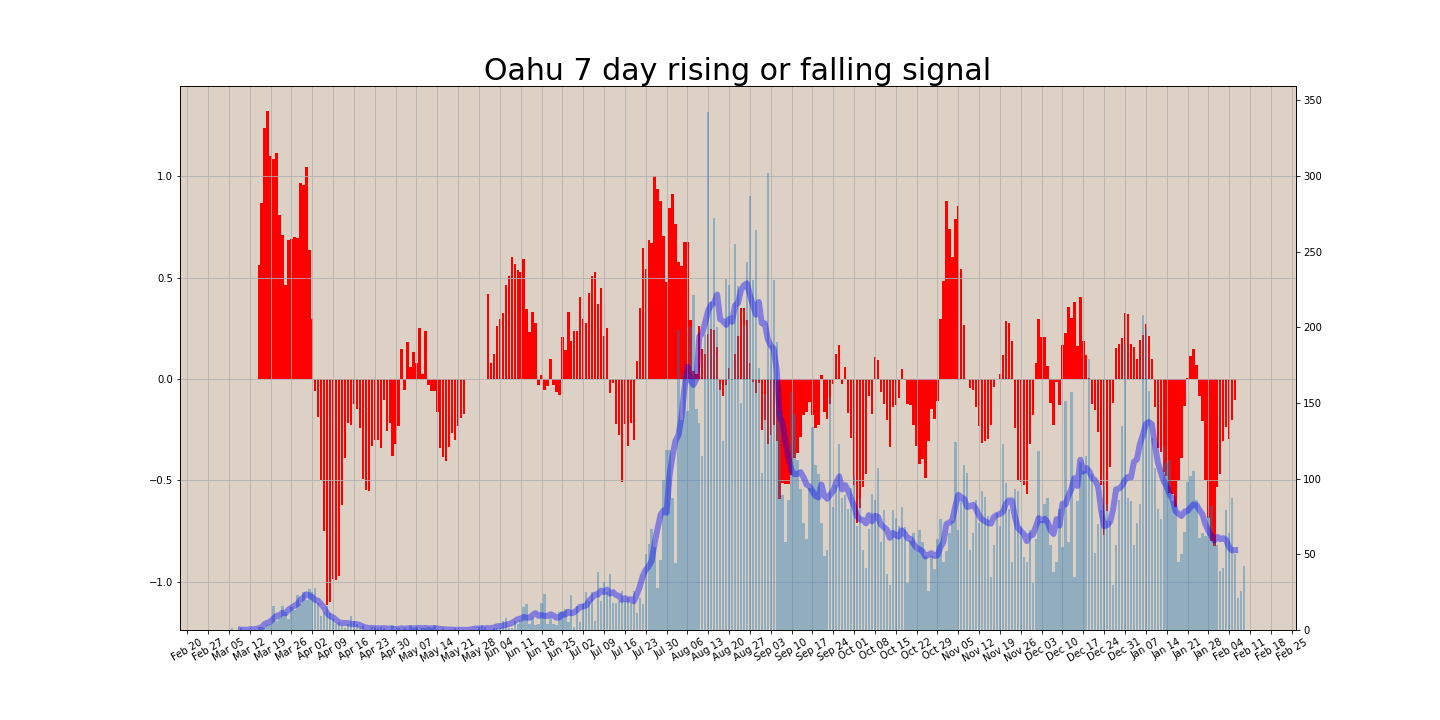 Oahu 7 day rising or falling signal
1.0
0.5
0.0
−0.5
−1.0
350
300
250
200
150
100
50
0
Feb 20
Feb 27
Mar 05
Mar 12
Mar 19
Mar 26
Apr 02
Apr 09
Apr 16
Apr 23
Apr 30
May 07
May 14
May 21
May 28
Jun 04
Jun 11
Jun 18
Jun 25
Jul 02
Jul 09
Jul 16
Jul 23
Jul 30
Aug 06
Aug 13
Aug 20
Aug 27
Sep 03
Sep 10
Sep 17
Sep 24
Oct 01
Oct 08
Oct 15
Oct 22
Oct 29
Nov 05
Nov 12
Nov 19
Nov 26
Dec 03
Dec 10
Dec 17
Dec 24
Dec 31
Jan 07
Jan 14
Jan 21
Jan 28
Feb 04
Feb 11
Feb 18
Feb 25